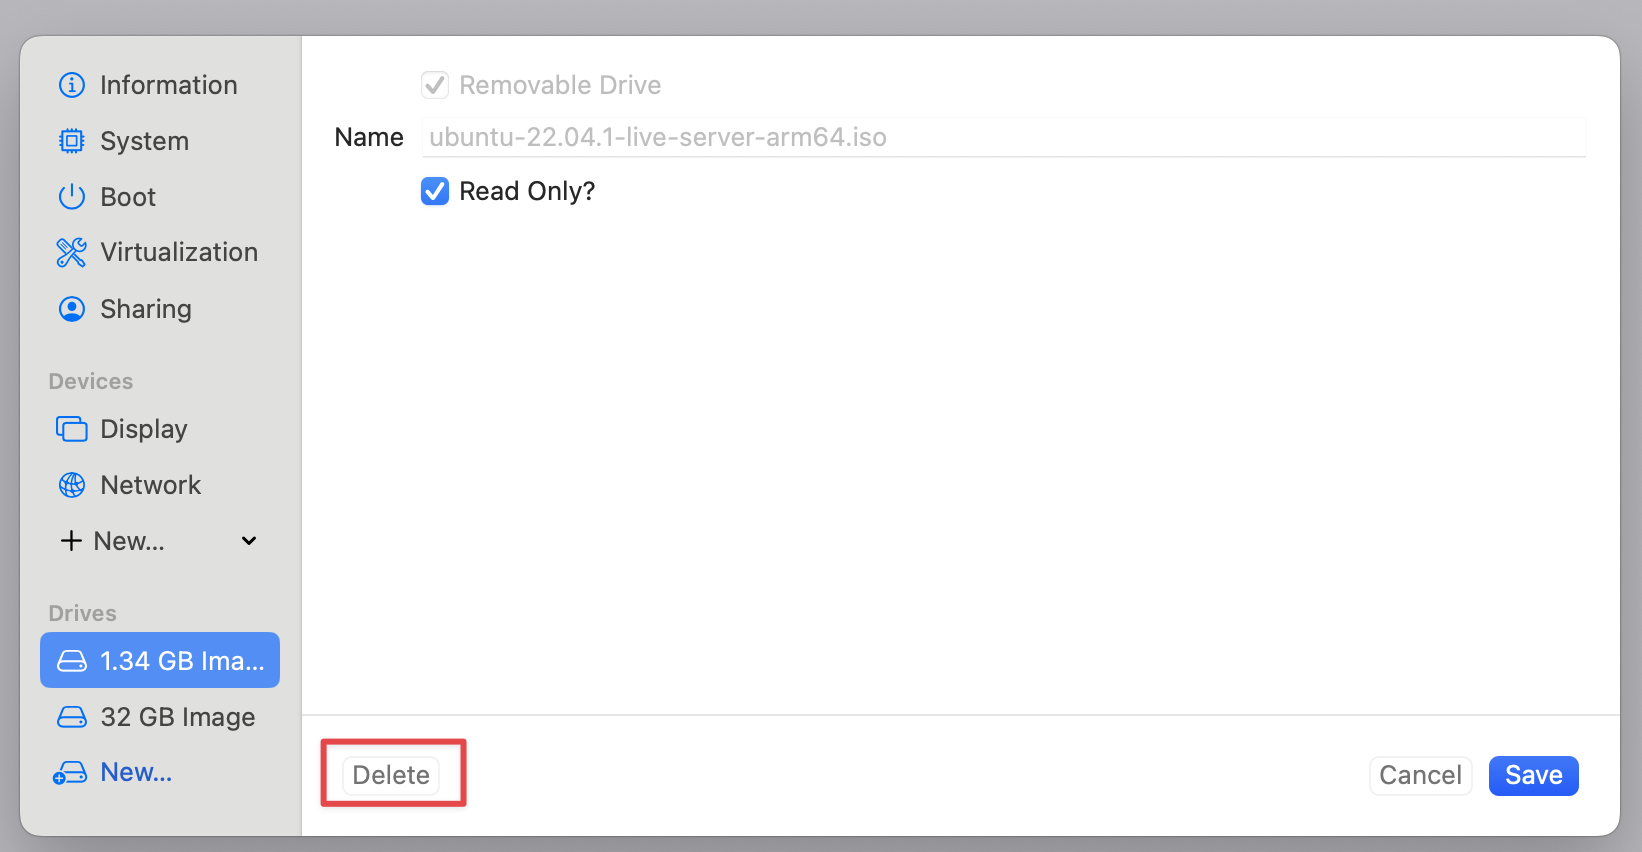 Information
System
Boot
Virtualization
Sharing
Devices
Display
Network
New...
Drives
1.34 GB Ima...
32 GB Image
New...
Removable Drive
Name ubuntu-22.04.1-live-server-arm64.iso
Read Only?
Delete
Cancel
Save